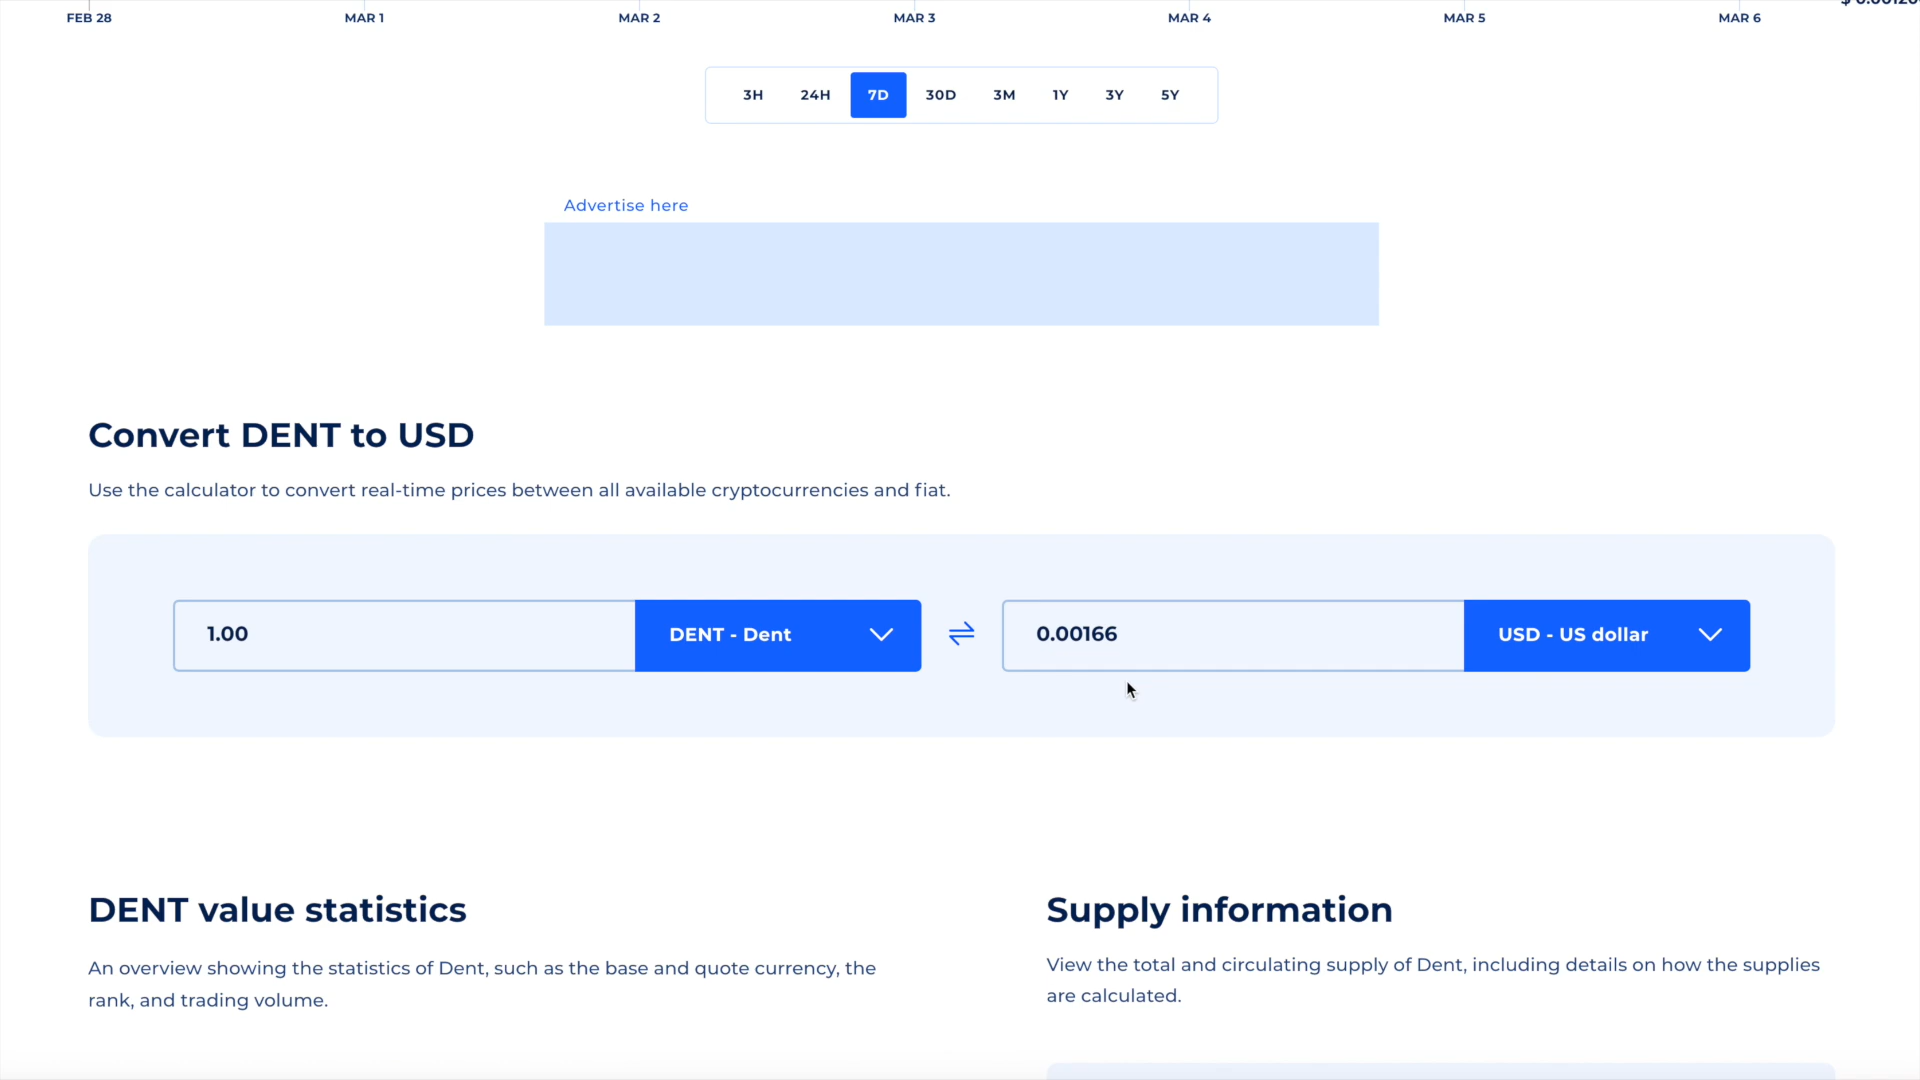 FEB 28 MAR 1 MAR 2 MAR 3 MAR 4 MAR 5 MAR 6
3H 24H 7D 30D 3M 1Y 3Y 5Y
Advertise here
Convert DENT to USD
Use the calculator to convert real-time prices between all available cryptocurrencies and fiat.
1.00 DENT - Dent 0.00166 USD - US dollar
DENT value statistics
An overview showing the statistics of Dent, such as the base and quote currency, the
rank, and trading volume.
Supply information
View the total and circulating supply of Dent, including details on how the supplies
are calculated.